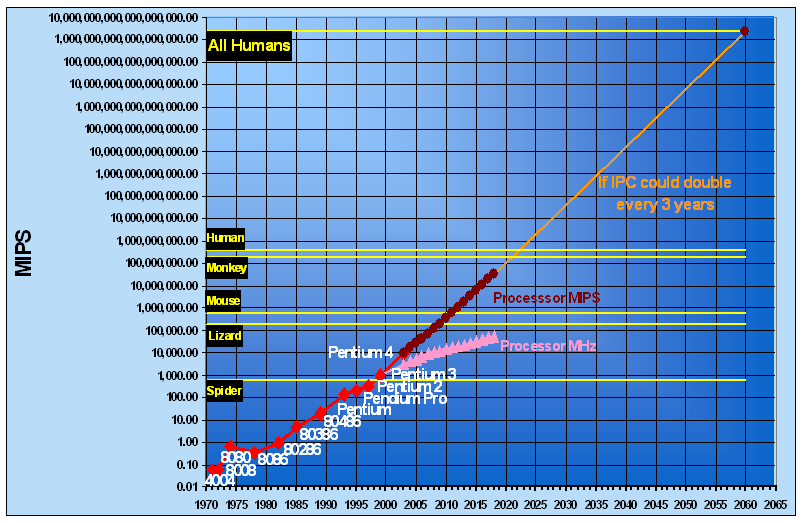 10,000,000,000,000,000,000.00
1,000,000,000,000,000,000.00
100,000,000,000,000,000.00
10,000,000,000,000,000.00
1,000,000,000,000,000.00
100,000,000,000,000.00
10,000,000,000,000.00
1,000,000,000,000.00
100,000,000,000.00
10,000,000,000.00
1,000,000,000.00
100,000,000.00
10,000,000.00
1,000,000.00
100,000.00
10,000.00
1,000.00
100.00
10.00
1.00
0.10
0.01
MIPS
All Humans
Human
Monkey
Mouse
Lizard
Spider
If IPC could double
every 3 years
Processsor MIPS
Processor MHz
Pentium 4
Pentium 3
Pentium 2
Pendium Pro
Pentium
80486
80386
80286
8086
8080
8008
4004
1970 1975 1980 1985 1990 1995 2000 2005 2010 2015 2020 2025 2030 2035 2040 2045 2050 2055 2060 2065